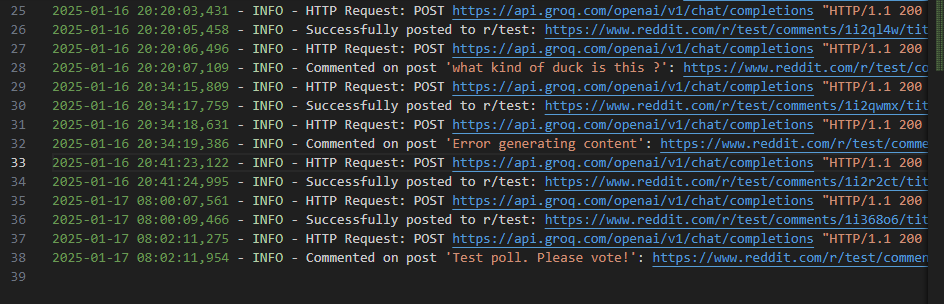 25 2025-01-16 20:20:03,431 - INFO - HTTP Request: POST https://api.groq.com/openai/v1/chat/completions "HTTP/1.1 200
26 2025-01-16 20:20:05,458 - INFO - Successfully posted to r/test: https://www.reddit.com/r/test/comments/1i2ql4w/tit
27 2025-01-16 20:20:06,496 - INFO - HTTP Request: POST https://api.groq.com/openai/v1/chat/completions "HTTP/1.1 200
28 2025-01-16 20:20:07,109 - INFO - Commented on post 'what kind of duck is this ?': https://www.reddit.com/r/test/co
29 2025-01-16 20:34:15,809 - INFO - HTTP Request: POST https://api.groq.com/openai/v1/chat/completions "HTTP/1.1 200
30 2025-01-16 20:34:17,759 - INFO - Successfully posted to r/test: https://www.reddit.com/r/test/comments/1i2qwmx/tit
31 2025-01-16 20:34:18,631 - INFO - HTTP Request: POST https://api.groq.com/openai/v1/chat/completions "HTTP/1.1 200
32 2025-01-16 20:34:19,386 - INFO - Commented on post 'Error generating content': https://www.reddit.com/r/test/comme
33 2025-01-16 20:41:23,122 - INFO - HTTP Request: POST https://api.groq.com/openai/v1/chat/completions "HTTP/1.1 200
34 2025-01-16 20:41:24,995 - INFO - Successfully posted to r/test: https://www.reddit.com/r/test/comments/1i2r2ct/tit
35 2025-01-17 08:00:07,561 - INFO - HTTP Request: POST https://api.groq.com/openai/v1/chat/completions "HTTP/1.1 200
36 2025-01-17 08:00:09,466 - INFO - Successfully posted to r/test: https://www.reddit.com/r/test/comments/1i368o6/tit
37 2025-01-17 08:02:11,275 - INFO - HTTP Request: POST https://api.groq.com/openai/v1/chat/completions "HTTP/1.1 200
38 2025-01-17 08:02:11,954 - INFO - Commented on post 'Test poll. Please vote!': https://www.reddit.com/r/test/commen
39